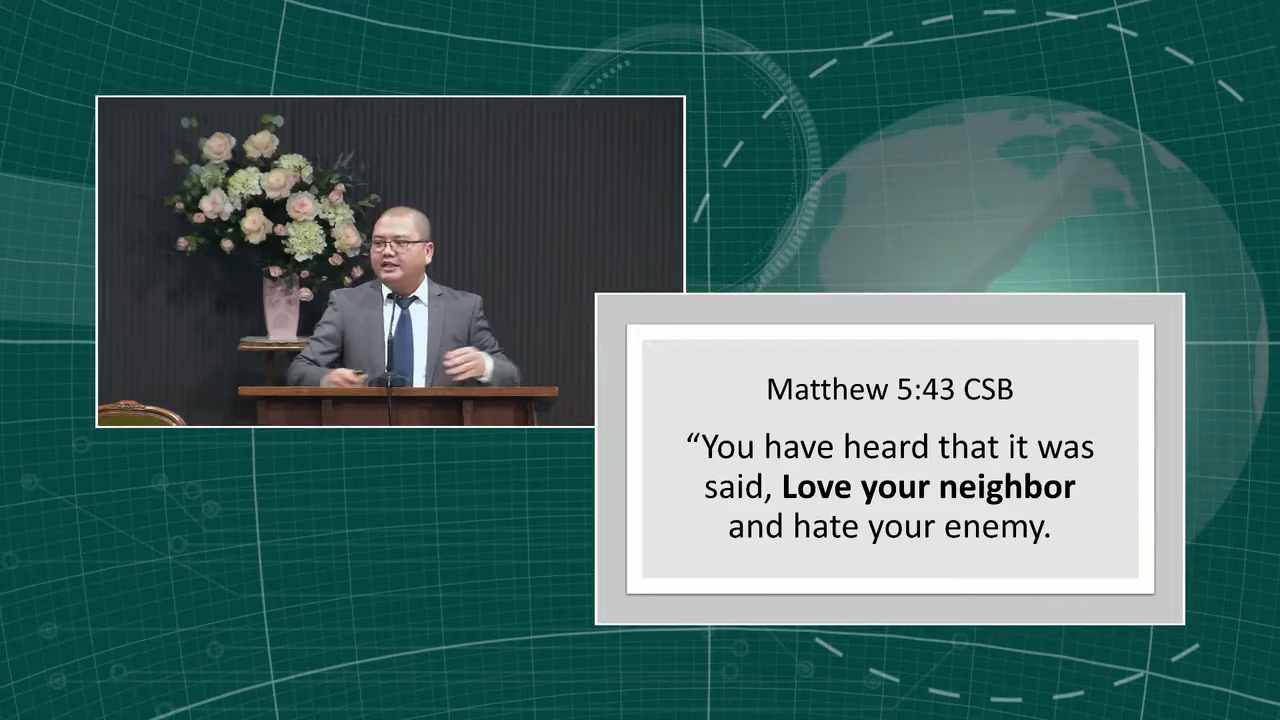 Matthew 5:43 CSB
“You have heard that it was
said, Love your neighbor
and hate your enemy.